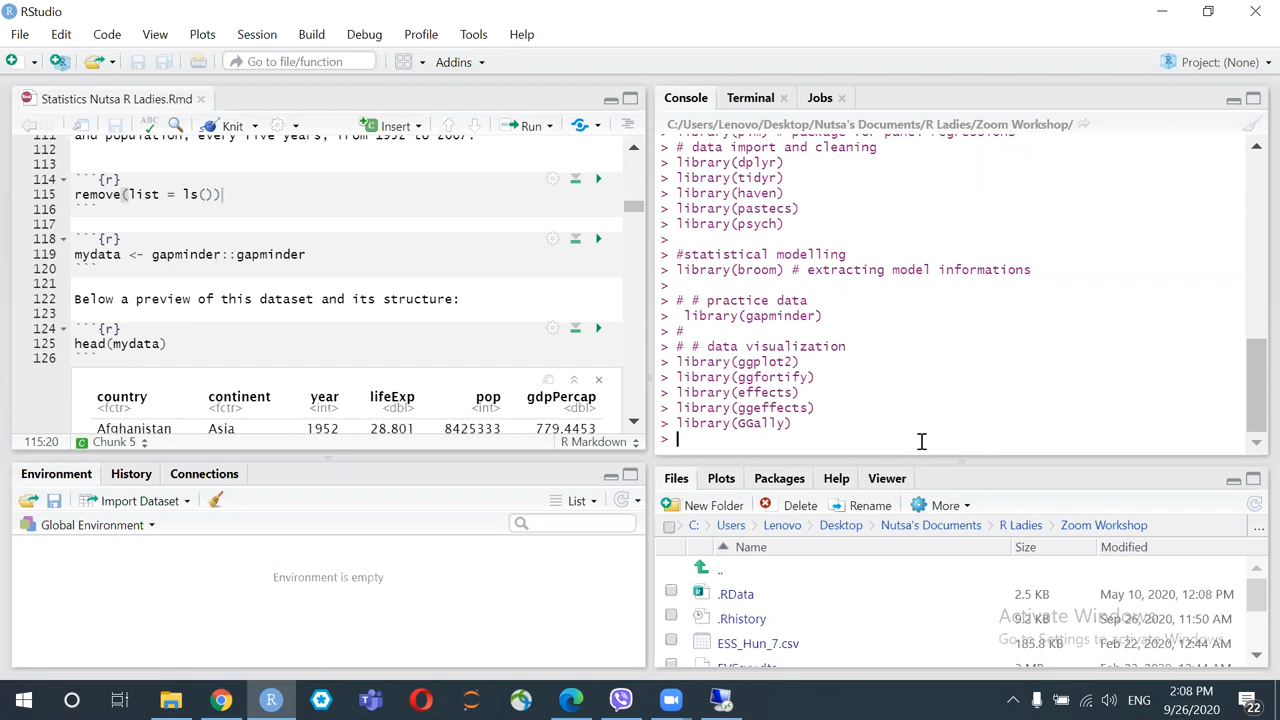 RStudio
File Edit Code View Plots Session Build Debug Profile Tools Help
Go to file/function Addins Project: (None)
Statistics Nutsa R Ladies.Rmd
ABC Knit Insert Run
112
113
114 ```{r}
115 remove(list = ls())
116 ```
117
118 ```{r}
119 mydata <- gapminder::gapminder
120 ```
121
122 Below a preview of this dataset and its structure:
123
124 ```{r}
125 head(mydata)
126 ```
country continent year lifeExp pop gdpPercap
<fctr> <fctr> <int> <dbl> <int> <dbl>
Afghanistan Asia 1952 28.801 8425333 779.4453
115:20 Chunk 5 R Markdown
Console Terminal Jobs
C:/Users/Lenovo/Desktop/Nutsa's Documents/R Ladies/Zoom Workshop/
> # data import and cleaning
> library(dplyr)
> library(tidyr)
> library(haven)
> library(pastecs)
> library(psych)
>
> #statistical modelling
> library(broom) # extracting model informations
>
> # # practice data
> library(gapminder)
> #
> # # data visualization
> library(ggplot2)
> library(ggfortify)
> library(effects)
> library(ggeffects)
> library(GGally)
>
Environment History Connections
Import Dataset List
Global Environment
Environment is empty
Files Plots Packages Help Viewer
New Folder Delete Rename More
C: Users Lenovo Desktop Nutsa's Documents R Ladies Zoom Workshop ...
Name Size Modified
..
.RData 2.5 KB May 10, 2020, 12:08 PM
.Rhistory 9.2 KB Sep 26, 2020, 11:50 AM
ESS_Hun_7.csv 185.8 KB Feb 22, 2020, 12:44 AM
Activate Windows
Go to Settings to activate Windows.
ENG 2:08 PM
9/26/2020 22